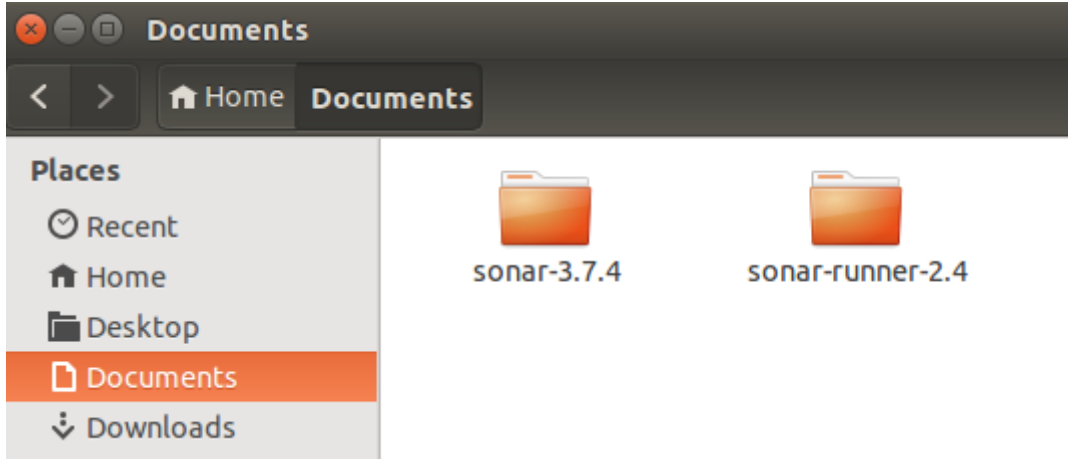 Documents
Home Documents
Places
Recent
Home
Desktop
Documents
Downloads
sonar-3.7.4 sonar-runner-2.4